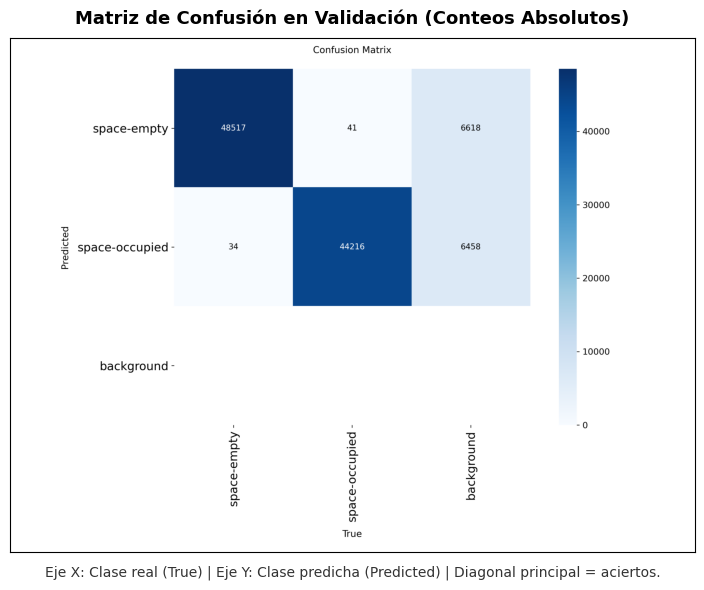 Matriz de Confusión en Validación (Conteos Absolutos)
Confusion Matrix
space-empty
48517
41
6618
space-occupied
34
44216
6458
background
Predicted
space-empty
space-occupied
background
True
40000
30000
20000
10000
0
Eje X: Clase real (True) | Eje Y: Clase predicha (Predicted) | Diagonal principal = aciertos.